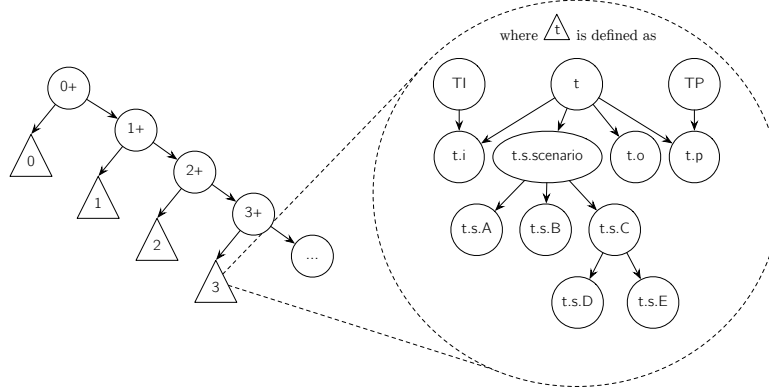 where t is defined as
TI t TP
t.i t.s.scenario t.o t.p
t.s.A t.s.B t.s.C
t.s.D t.s.E
0+
0 1+
1 2+
2 3+
3 ...